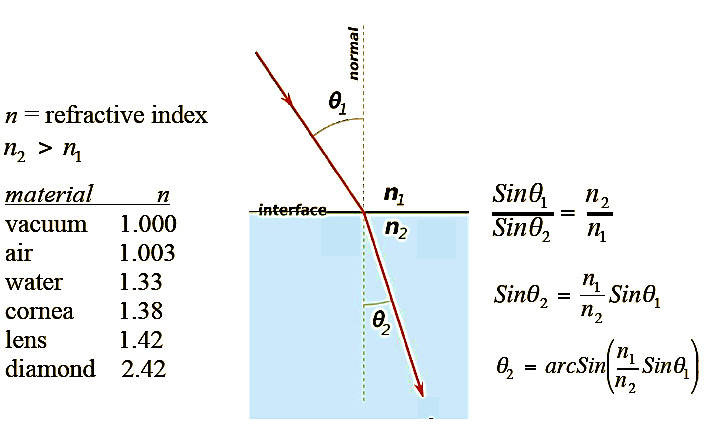 n = refractive index
n₂ > n₁
material n
vacuum 1.000
air 1.003
water 1.33
cornea 1.38
lens 1.42
diamond 2.42
normal
θ₁
n₁
interface
n₂
θ₂
Sinθ₁ / Sinθ₂ = n₂ / n₁
Sinθ₂ = n₁ / n₂ Sinθ₁
θ₂ = arcSin(n₁ / n₂ Sinθ₁)